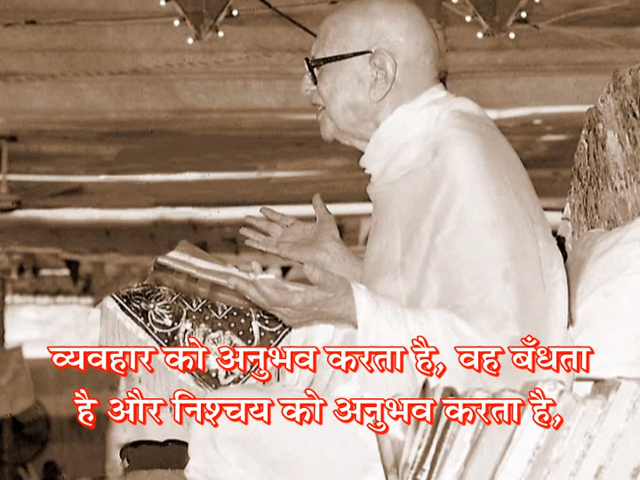 व्यवहार को अनुभव करता है, वह बँधता
है और निश्चय को अनुभव करता है,